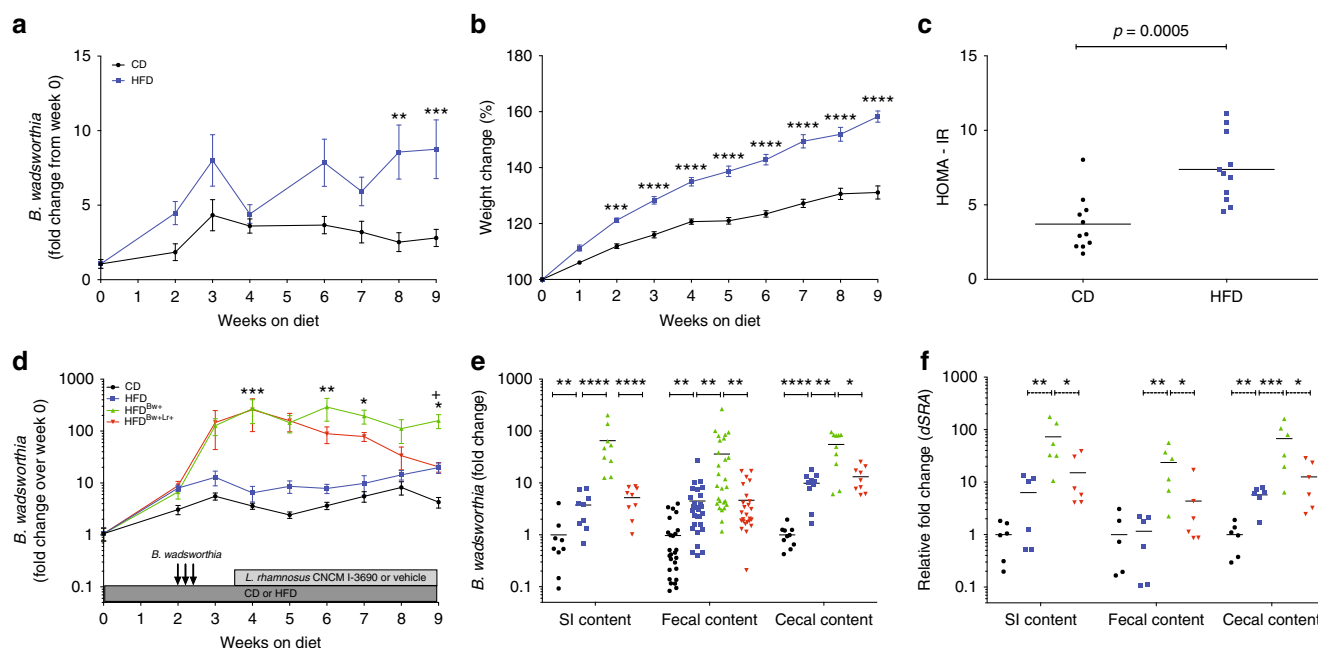 a
15
10
5
0
B. wadsworthia
(fold change from week 0)
CD
HFD
** ***
0 1 2 3 4 5 6 7 8 9
Weeks on diet
b
180
160
140
120
100
Weight change (%)
*** **** **** **** **** **** **** ****
0 1 2 3 4 5 6 7 8 9
Weeks on diet
c
15
10
5
0
HOMA - IR
p = 0.0005
CD HFD
d
1000
100
10
1
0.1
B. wadsworthia
(fold change over week 0)
CD
HFD
HFD^Bw+
HFD^Bw+Lr+
*** ** * +
*
B. wadsworthia
L. rhamnosus CNCM I-3690 or vehicle
CD or HFD
0 1 2 3 4 5 6 7 8 9
Weeks on diet
e
1000
100
10
1
0.1
B. wadsworthia (fold change)
** **** **** ** ** ** **** ** *
SI content Fecal content Cecal content
f
1000
100
10
1
0.1
Relative fold change (dSRA)
** * ** * ** *** *
SI content Fecal content Cecal content